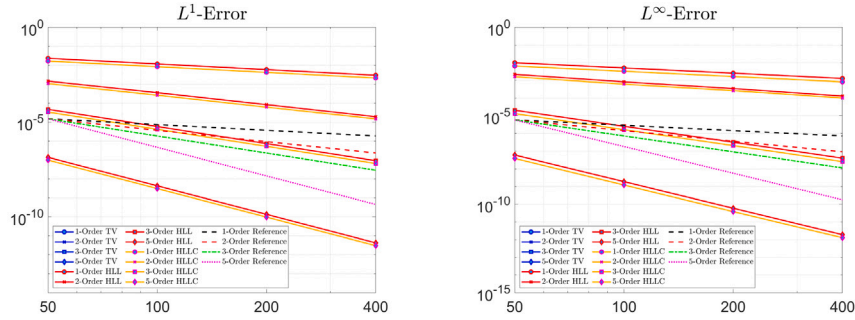 L¹-Error
10⁰
10⁻⁵
10⁻¹⁰
1-Order TV
2-Order TV
3-Order TV
5-Order TV
1-Order HLL
2-Order HLL
3-Order HLL
5-Order HLL
1-Order HLLC
2-Order HLLC
3-Order HLLC
5-Order HLLC
1-Order Reference
2-Order Reference
3-Order Reference
5-Order Reference
50
100
200
400
L∞-Error
10⁰
10⁻⁵
10⁻¹⁰
10⁻¹⁵
1-Order TV
2-Order TV
3-Order TV
5-Order TV
1-Order HLL
2-Order HLL
3-Order HLL
5-Order HLL
1-Order HLLC
2-Order HLLC
3-Order HLLC
5-Order HLLC
1-Order Reference
2-Order Reference
3-Order Reference
5-Order Reference
50
100
200
400